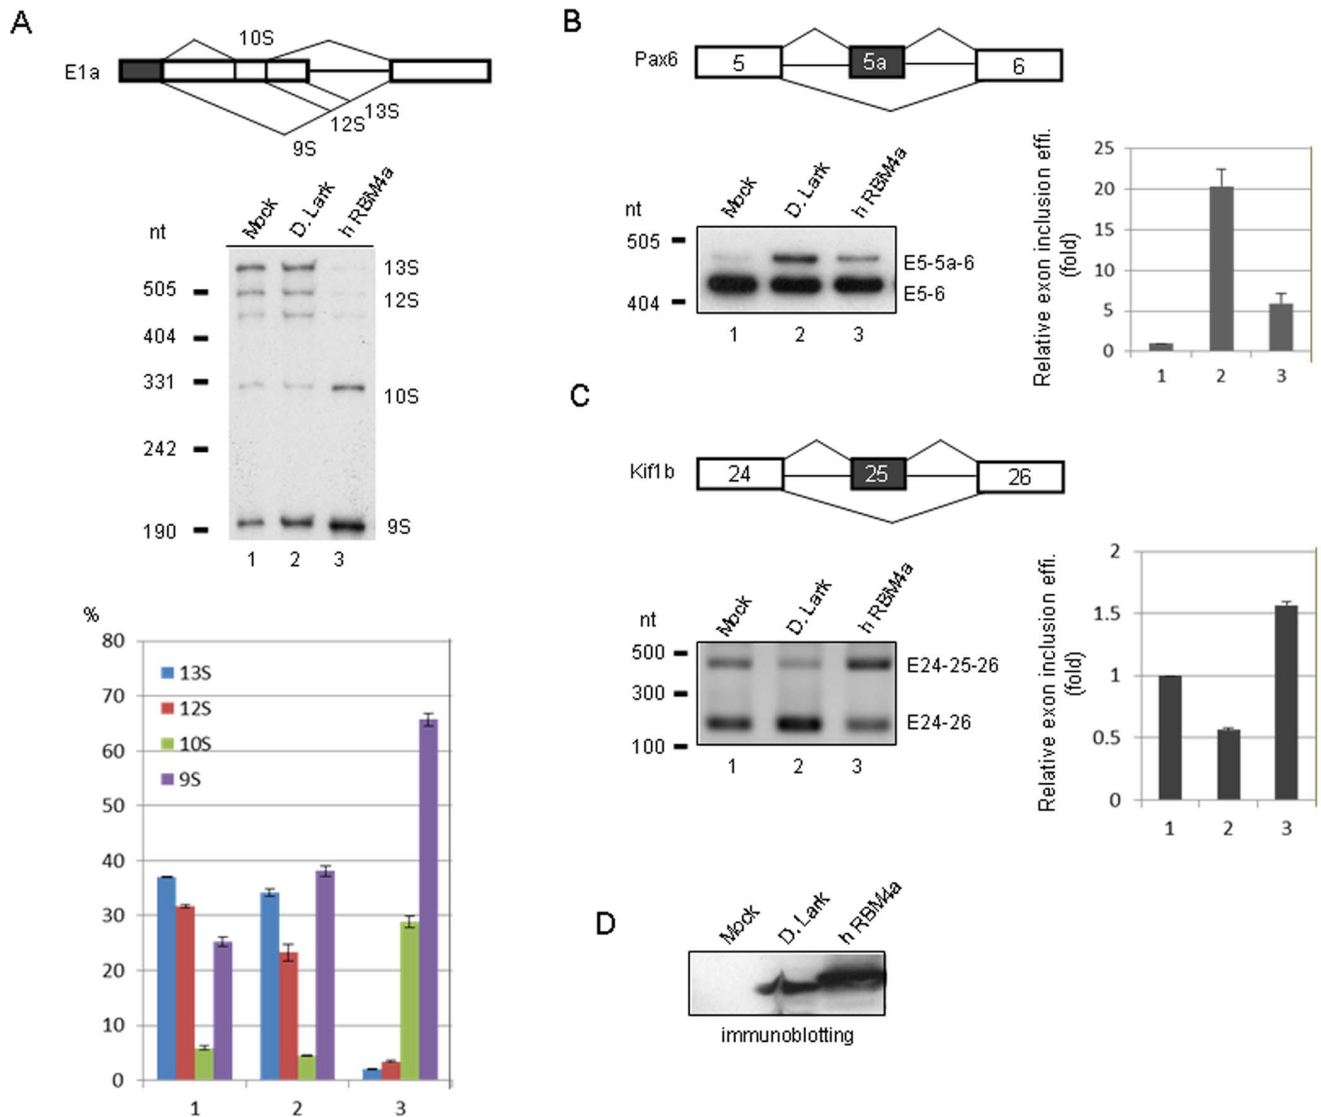 A
E1a
10S
13S
12S
9S
nt
Mock
D. Lark
h RBM4a
505
404
331
242
190
13S
12S
10S
9S
1 2 3
%
80
70
60
50
40
30
20
10
0
13S
12S
10S
9S
1 2 3
B
Pax6
5
5a
6
nt
Mock
D. Lark
h RBM4a
505
404
E5-5a-6
E5-6
1 2 3
Relative exon inclusion effi.
(fold)
25
20
15
10
5
0
1 2 3
C
Kif1b
24
25
26
nt
Mock
D. Lark
h RBM4a
500
300
100
E24-25-26
E24-26
1 2 3
Relative exon inclusion effi.
(fold)
2
1.5
1
0.5
0
1 2 3
D
Mock
D. Lark
h RBM4a
immunoblotting